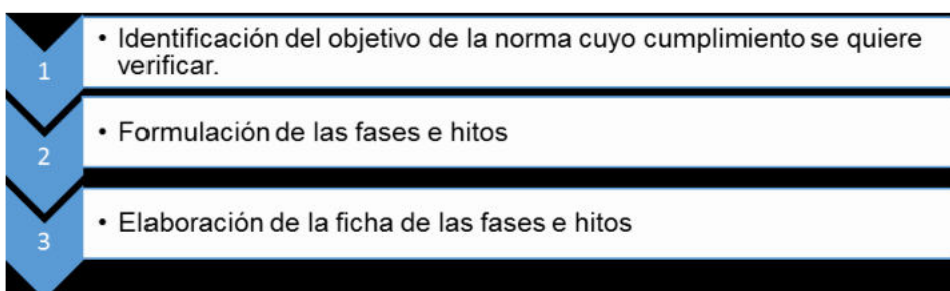 1
• Identificación del objetivo de la norma cuyo cumplimiento se quiere
verificar.
2
• Formulación de las fases e hitos
3
• Elaboración de la ficha de las fases e hitos